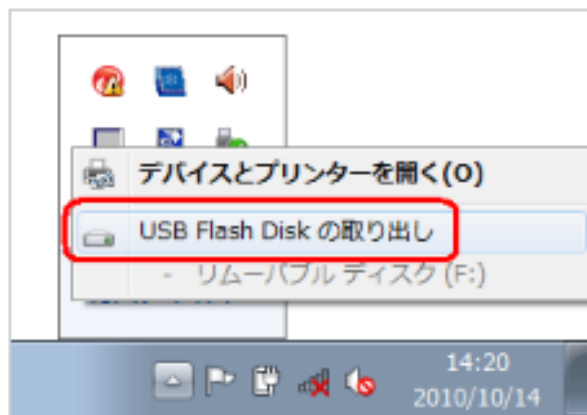 デバイスとプリンターを開く(O)
USB Flash Disk の取り出し
- リムーバブル ディスク (F:)
14:20
2010/10/14